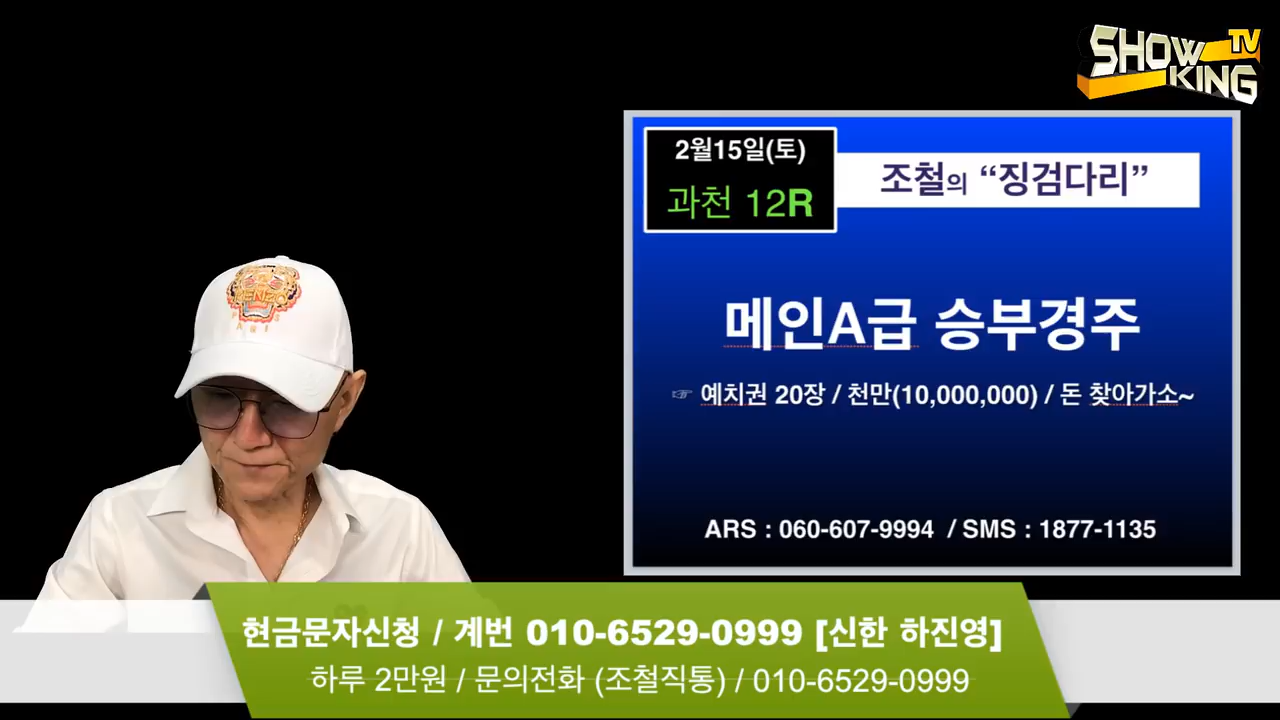 SHOW TV
KING
2월15일(토)
과천 12R
조철의 “징검다리”
메인A급 승부경주
☞ 예치권 20장 / 천만(10,000,000) / 돈 찾아가소~
ARS : 060-607-9994 / SMS : 1877-1135
KENZO
PARIS
현금문자신청 / 계번 010-6529-0999 [신한 하진영]
하루 2만원 / 문의전화 (조철직통) / 010-6529-0999